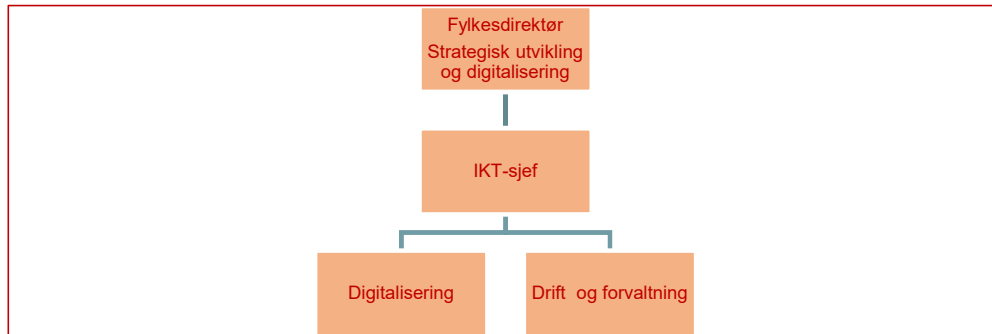 Fylkesdirektør
Strategisk utvikling
og digitalisering
IKT-sjef
Digitalisering
Drift  og forvaltning